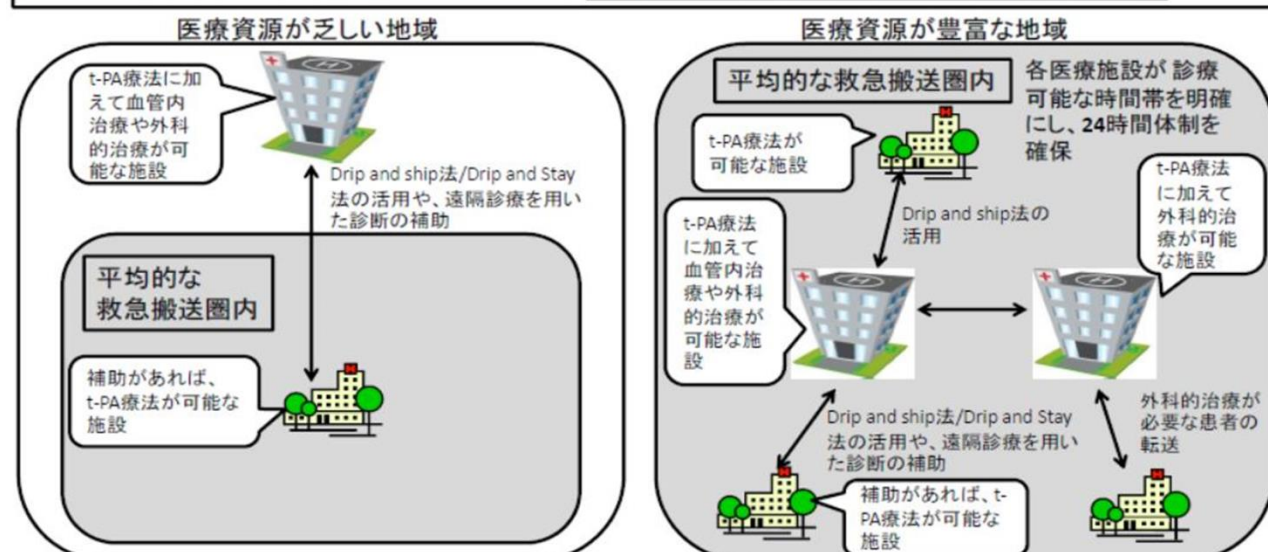 医療資源が乏しい地域
t-PA療法に加
えて血管内
治療や外科
的治療が可
能な施設
Drip and ship法/Drip and Stay
法の活用や、遠隔診療を用い
た診断の補助
平均的な
救急搬送圏内
補助があれば、
t-PA療法が可能な
施設
医療資源が豊富な地域
平均的な救急搬送圏内
各医療施設が 診療
可能な時間帯を明確
にし、24時間体制を
確保
t-PA療法が
可能な施設
t-PA療法
に加えて
外科的治
療が可能
な施設
Drip and ship法の
活用
t-PA療法
に加えて
血管内治
療や外科
的治療が
可能な施
設
Drip and ship法/Drip and Stay
法の活用や、遠隔診療を用い
た診断の補助
外科的治療が
必要な患者の
転送
補助があれば、t-
PA療法が可能な
施設